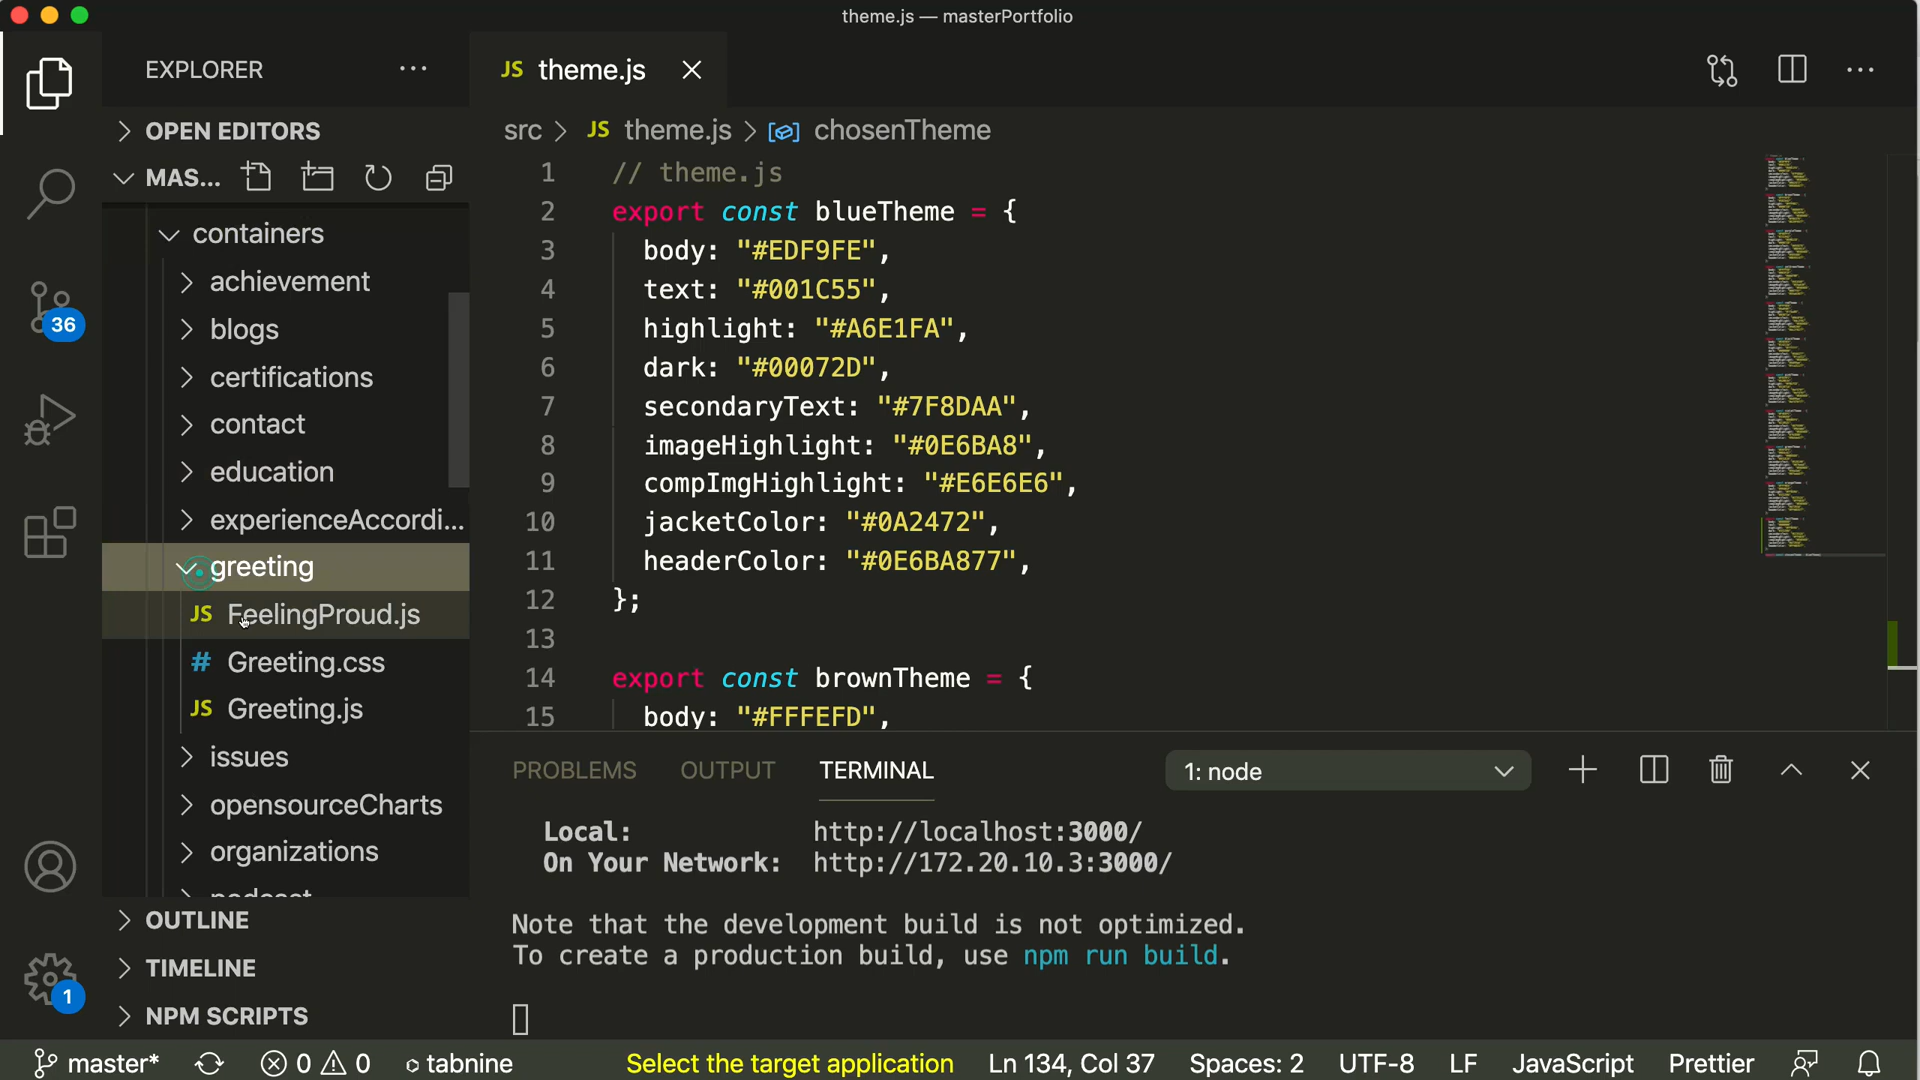 theme.js — masterPortfolio
EXPLORER
JS theme.js
OPEN EDITORS
MAS...
src > JS theme.js > chosenTheme
containers
achievement
blogs
certifications
contact
education
experienceAccordi...
greeting
JS FeelingProud.js
# Greeting.css
JS Greeting.js
issues
opensourceCharts
organizations
podcast
OUTLINE
TIMELINE
NPM SCRIPTS
36
1
1 // theme.js
2 export const blueTheme = {
3 body: "#EDF9FE",
4 text: "#001C55",
5 highlight: "#A6E1FA",
6 dark: "#00072D",
7 secondaryText: "#7F8DAA",
8 imageHighlight: "#0E6BA8",
9 compImgHighlight: "#E6E6E6",
10 jacketColor: "#0A2472",
11 headerColor: "#0E6BA877",
12 };
13
14 export const brownTheme = {
15 body: "#FFFEFD",
PROBLEMS OUTPUT TERMINAL 1: node
Local: http://localhost:3000/
On Your Network: http://172.20.10.3:3000/
Note that the development build is not optimized.
To create a production build, use npm run build.
master* 0 0 tabnine Select the target application Ln 134, Col 37 Spaces: 2 UTF-8 LF JavaScript Prettier